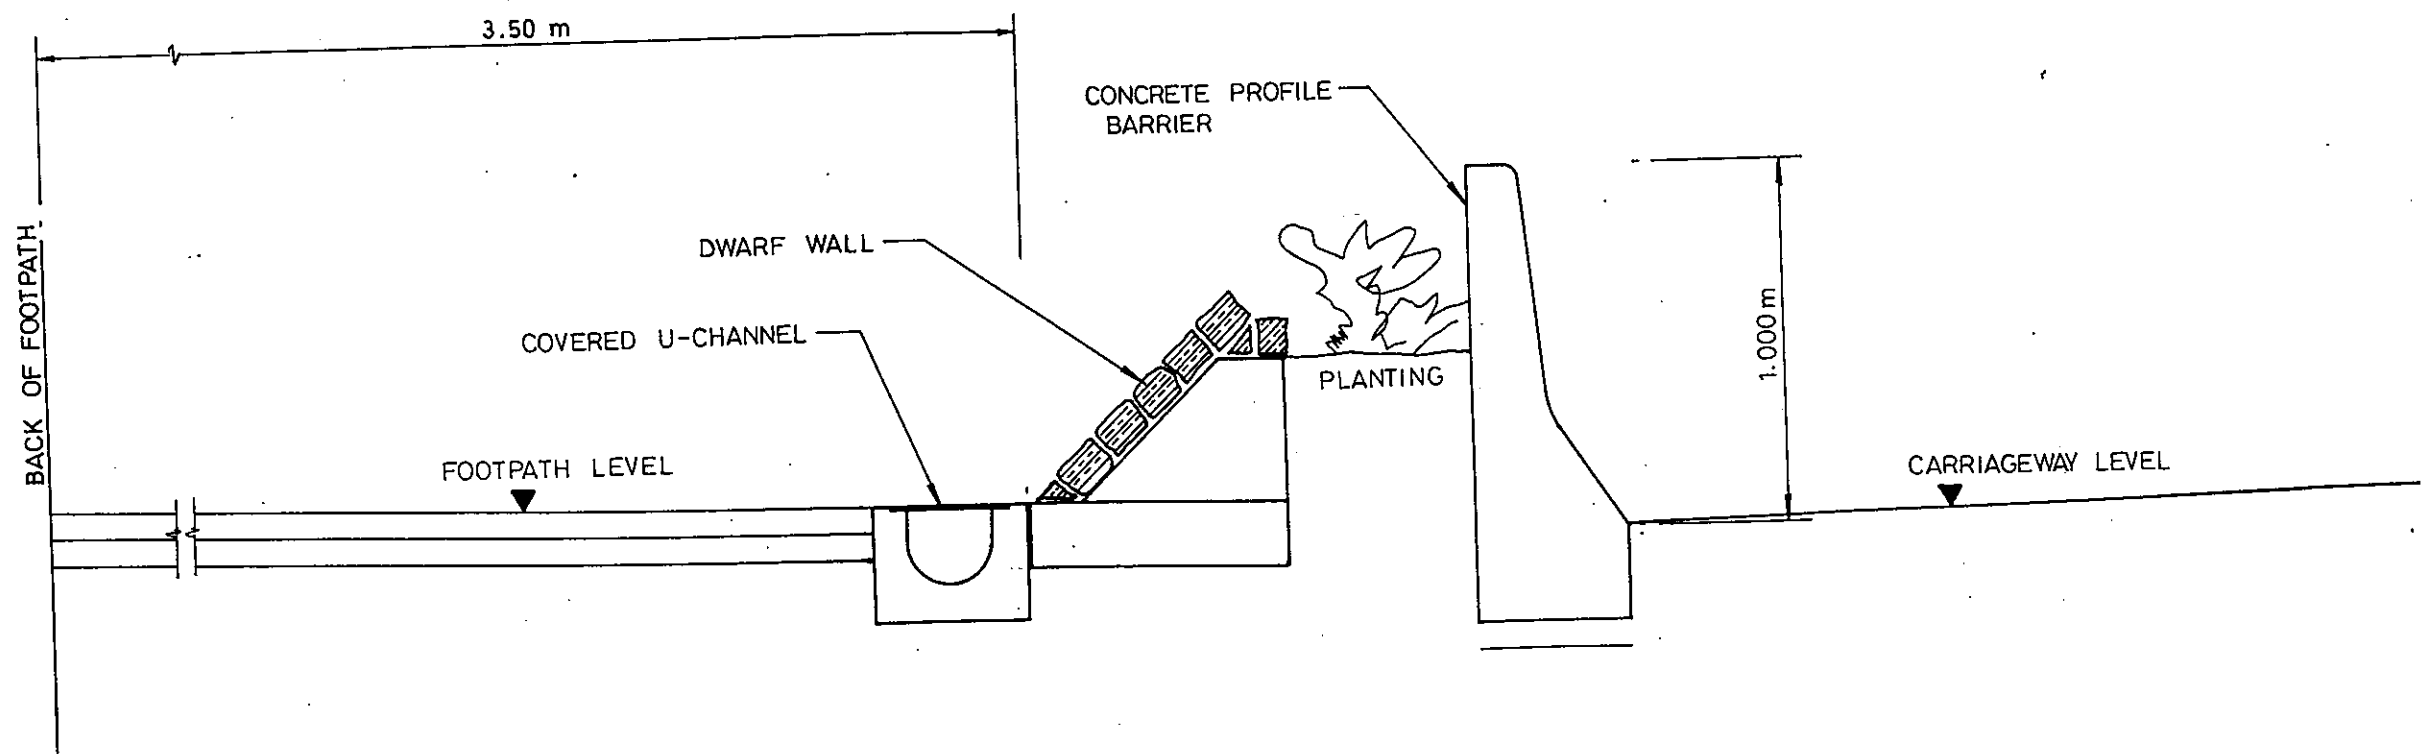 3.50 m
CONCRETE PROFILE
BARRIER
DWARF WALL
COVERED U-CHANNEL
BACK OF FOOTPATH
1.000 m
PLANTING
FOOTPATH LEVEL
CARRIAGEWAY LEVEL